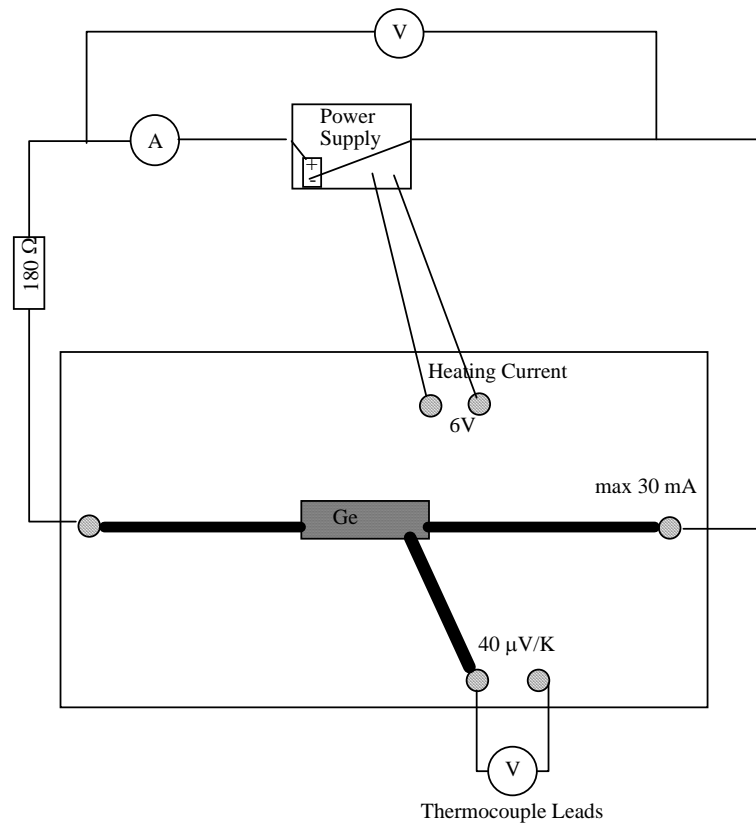 V
Power
Supply
A
+
-
180 Ω
Heating Current
6V
max 30 mA
Ge
40 μV/K
V
Thermocouple Leads